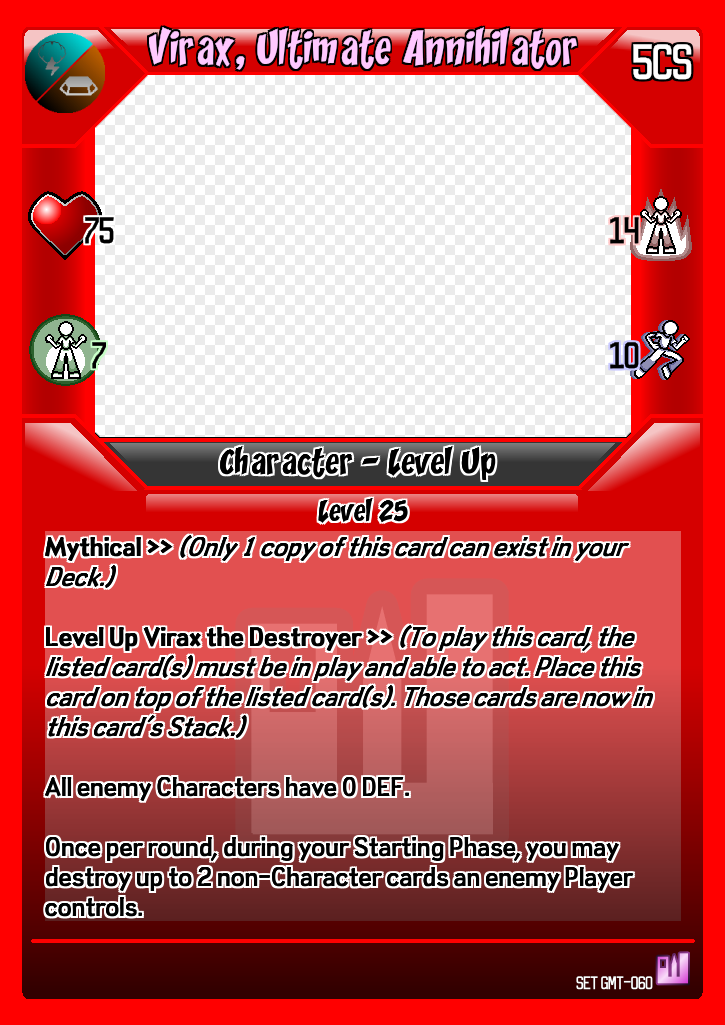 Virax, Ultimate Annihilator
5CS
75
14
7
10
Character - Level Up
Level 25
Mythical >> (Only 1 copy of this card can exist in your
Deck.)
Level Up Virax the Destroyer >> (To play this card, the
listed card(s) must be in play and able to act. Place this
card on top of the listed card(s). Those cards are now in
this card's Stack.)
All enemy Characters have 0 DEF.
Once per round, during your Starting Phase, you may
destroy up to 2 non-Character cards an enemy Player
controls.
SET GMT-060